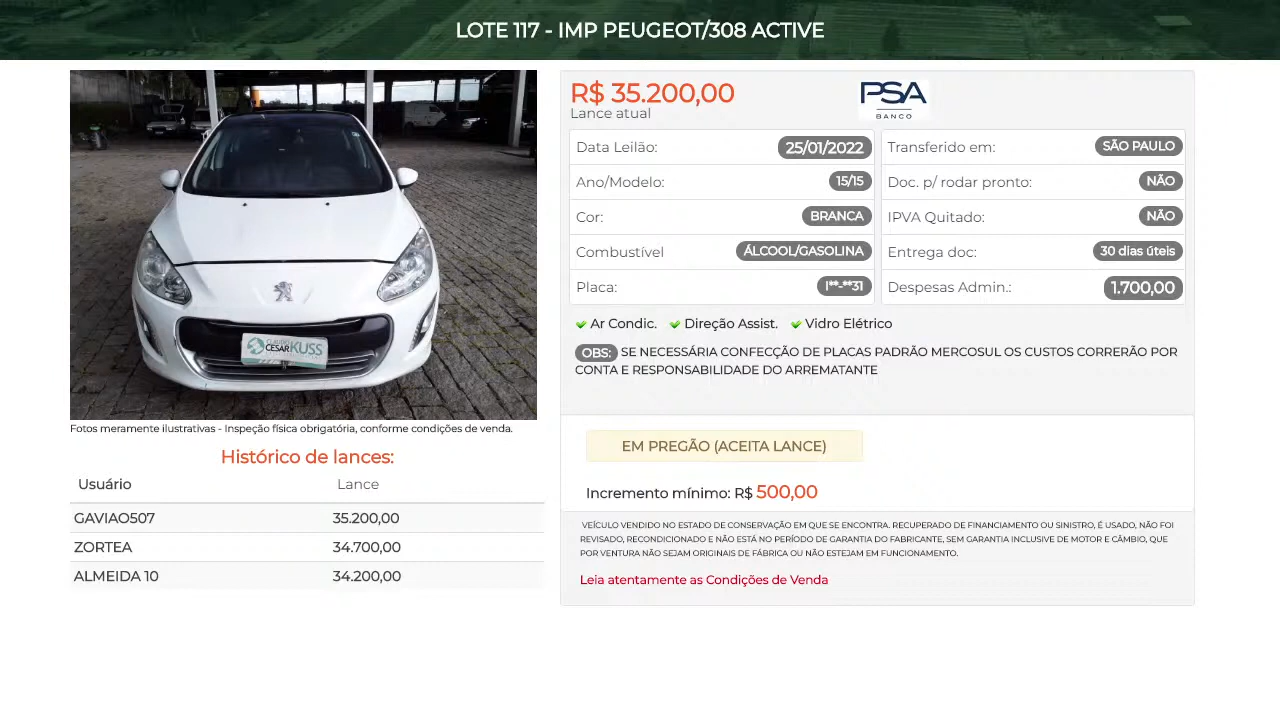 LOTE 117 - IMP PEUGEOT/308 ACTIVE
CLAUDIO
CESAR KUSS
Fotos meramente ilustrativas - Inspeção física obrigatória, conforme condições de venda.
Histórico de lances:
Usuário Lance
GAVIAO507 35.200,00
ZORTEA 34.700,00
ALMEIDA 10 34.200,00
R$ 35.200,00
Lance atual
PSA
BANCO
Data Leilão: 25/01/2022
Ano/Modelo: 15/15
Cor: BRANCA
Combustível ÁLCOOL/GASOLINA
Placa: I**-**31
Transferido em: SÃO PAULO
Doc. p/ rodar pronto: NÃO
IPVA Quitado: NÃO
Entrega doc: 30 dias úteis
Despesas Admin.: 1.700,00
Ar Condic. Direção Assist. Vidro Elétrico
OBS: SE NECESSÁRIA CONFECÇÃO DE PLACAS PADRÃO MERCOSUL OS CUSTOS CORRERÃO POR
CONTA E RESPONSABILIDADE DO ARREMATANTE
EM PREGÃO (ACEITA LANCE)
Incremento mínimo: R$ 500,00
VEÍCULO VENDIDO NO ESTADO DE CONSERVAÇÃO EM QUE SE ENCONTRA. RECUPERADO DE FINANCIAMENTO OU SINISTRO, É USADO, NÃO FOI
REVISADO, RECONDICIONADO E NÃO ESTÁ NO PERÍODO DE GARANTIA DO FABRICANTE, SEM GARANTIA INCLUSIVE DE MOTOR E CÂMBIO, QUE
POR VENTURA NÃO SEJAM ORIGINAIS DE FÁBRICA OU NÃO ESTEJAM EM FUNCIONAMENTO.
Leia atentamente as Condições de Venda